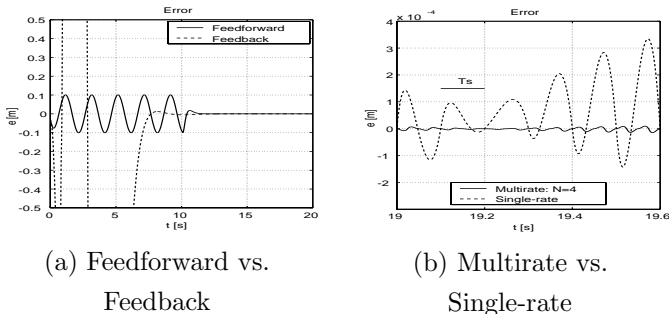 Error
0.5
0.4
0.3
0.2
0.1
0
-0.1
-0.2
-0.3
-0.4
-0.5
e [m]
Feedforward
Feedback
0 5 10 15 20
t [s]
(a) Feedforward vs.
Feedback
x 10 -4
Error
4
3
2
1
0
-1
-2
e [m]
Ts
Multirate: N=4
Single-rate
19 19.2 19.4 19.6
t [s]
(b) Multirate vs.
Single-rate